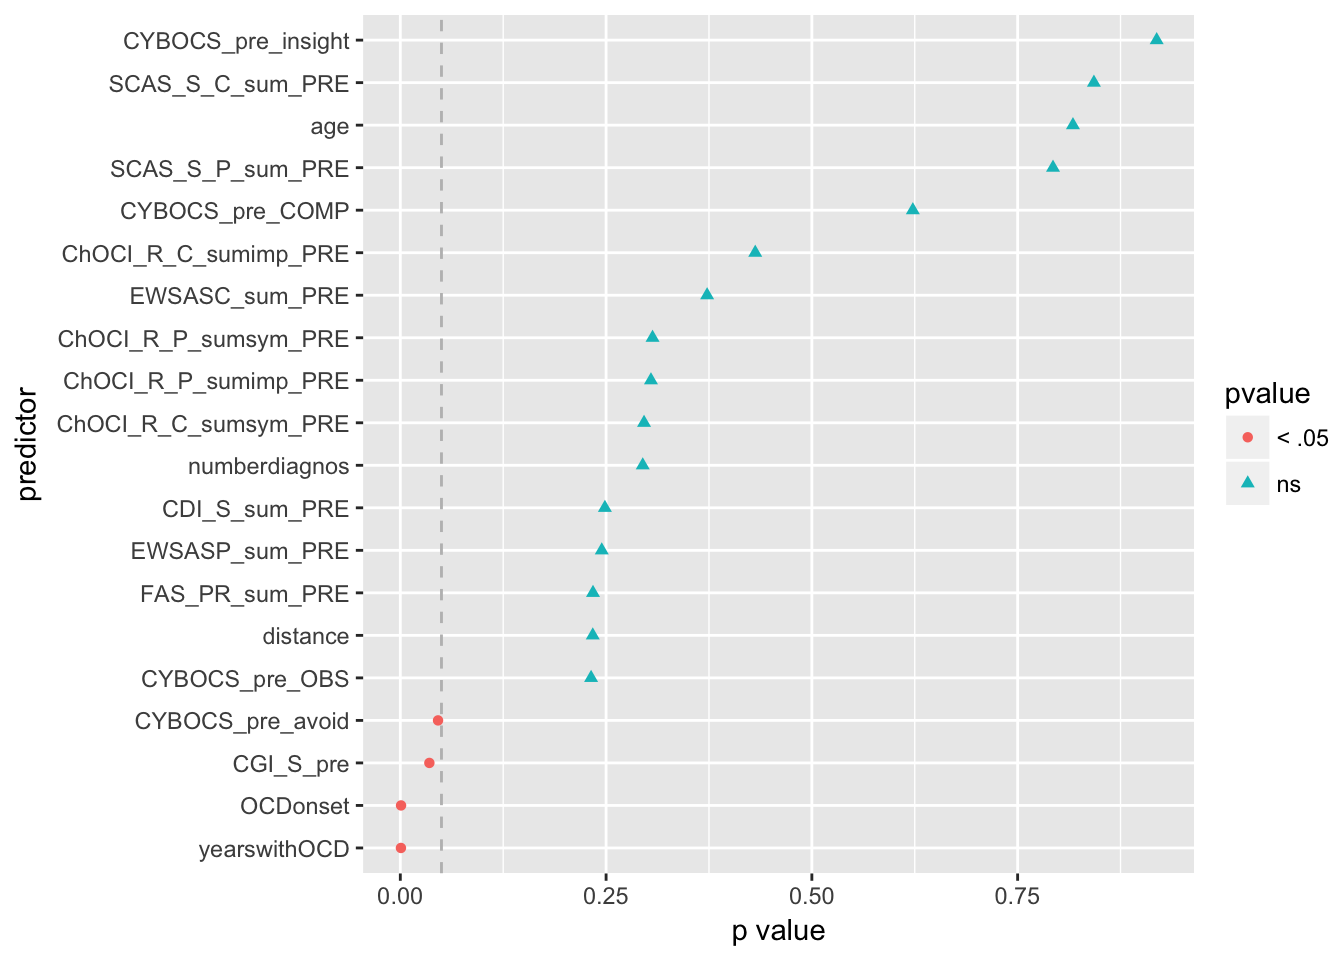 CYBOCS_pre_insight
SCAS_S_C_sum_PRE
age
SCAS_S_P_sum_PRE
CYBOCS_pre_COMP
ChOCI_R_C_sumimp_PRE
EWSASC_sum_PRE
ChOCI_R_P_sumsym_PRE
ChOCI_R_P_sumimp_PRE
ChOCI_R_C_sumsym_PRE
numberdiagnos
CDI_S_sum_PRE
EWSASP_sum_PRE
FAS_PR_sum_PRE
distance
CYBOCS_pre_OBS
CYBOCS_pre_avoid
CGI_S_pre
OCDonset
yearswithOCD
predictor
0.00 0.25 0.50 0.75
p value
pvalue
< .05
ns